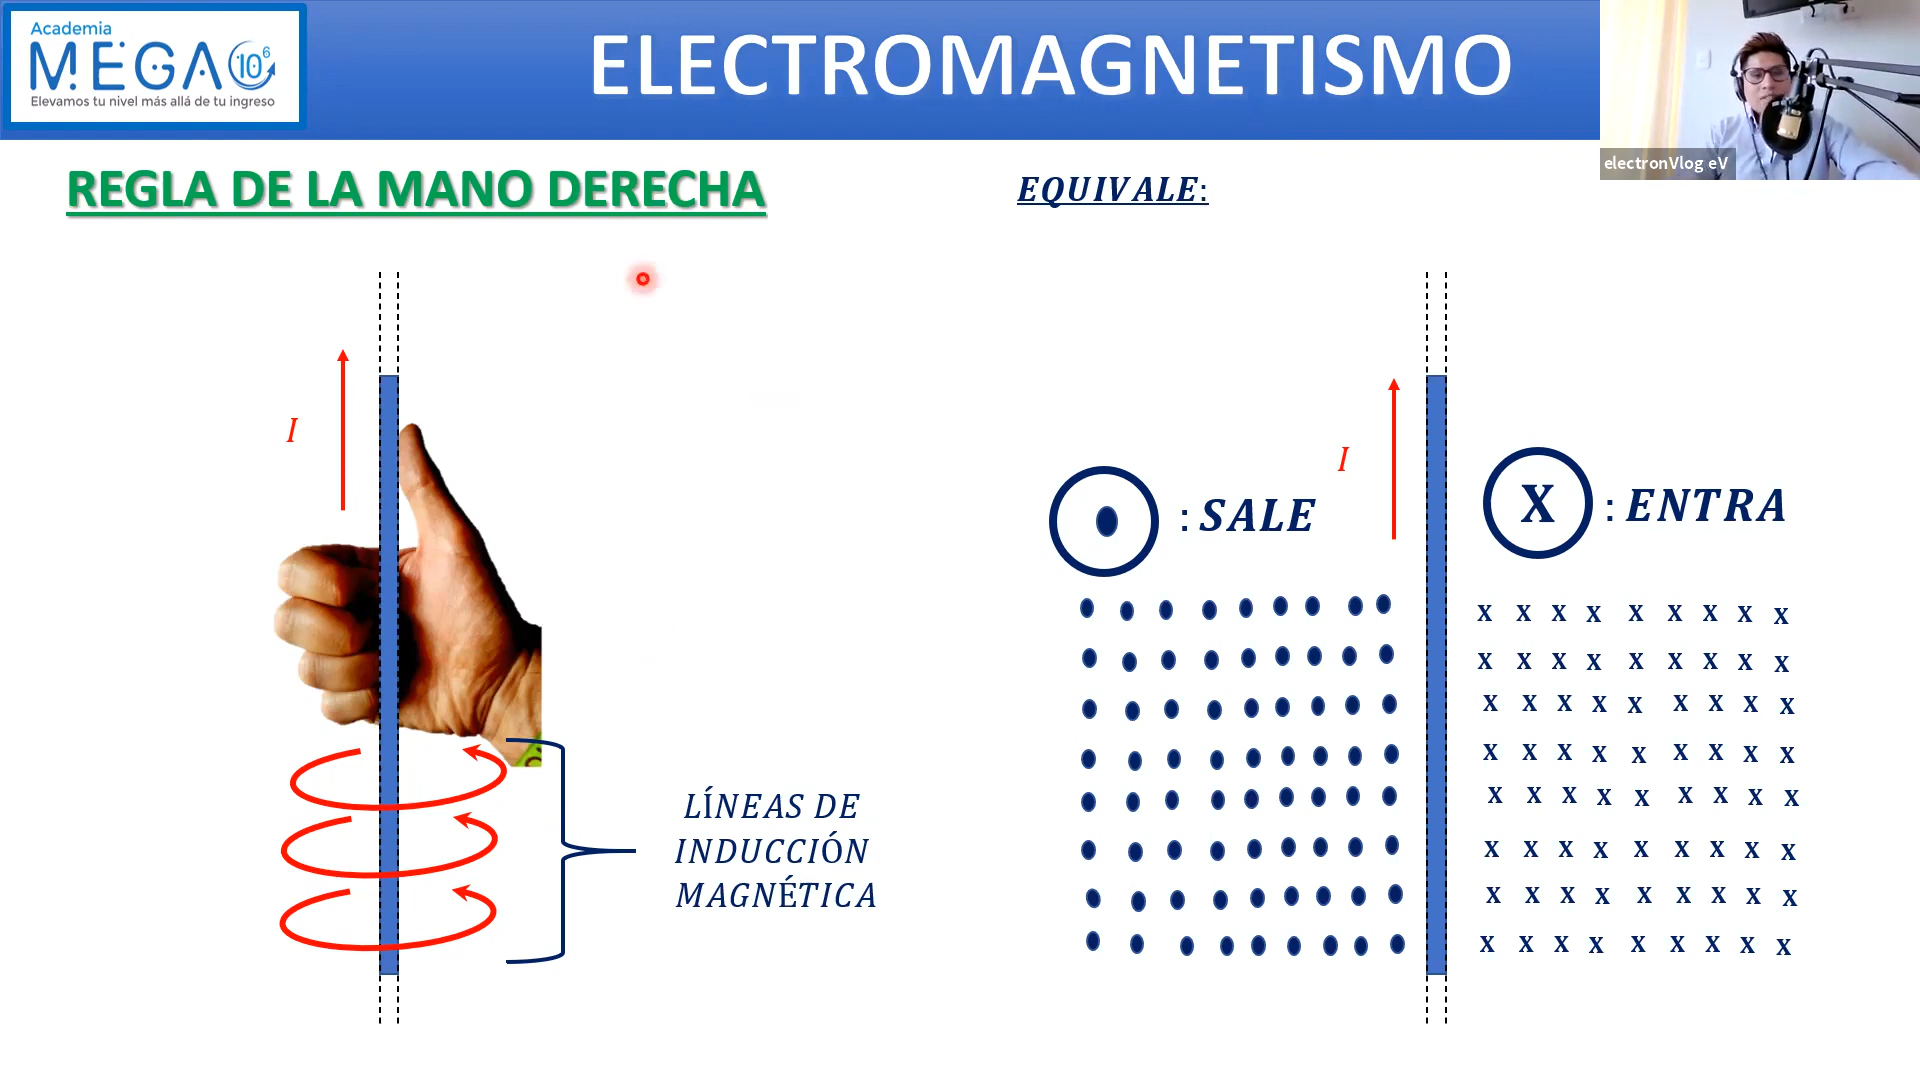 Academia
MEGA 10⁶
Elevamos tu nivel más allá de tu ingreso
ELECTROMAGNETISMO
electronVlog eV
REGLA DE LA MANO DERECHA
EQUIVALE:
I
LÍNEAS DE
INDUCCIÓN
MAGNÉTICA
I
: SALE
X : ENTRA
x x x x x x x x x
x x x x x x x x x
x x x x x x x x x
x x x x x x x x x
x x x x x x x x x
x x x x x x x x x
x x x x x x x x x
x x x x x x x x x